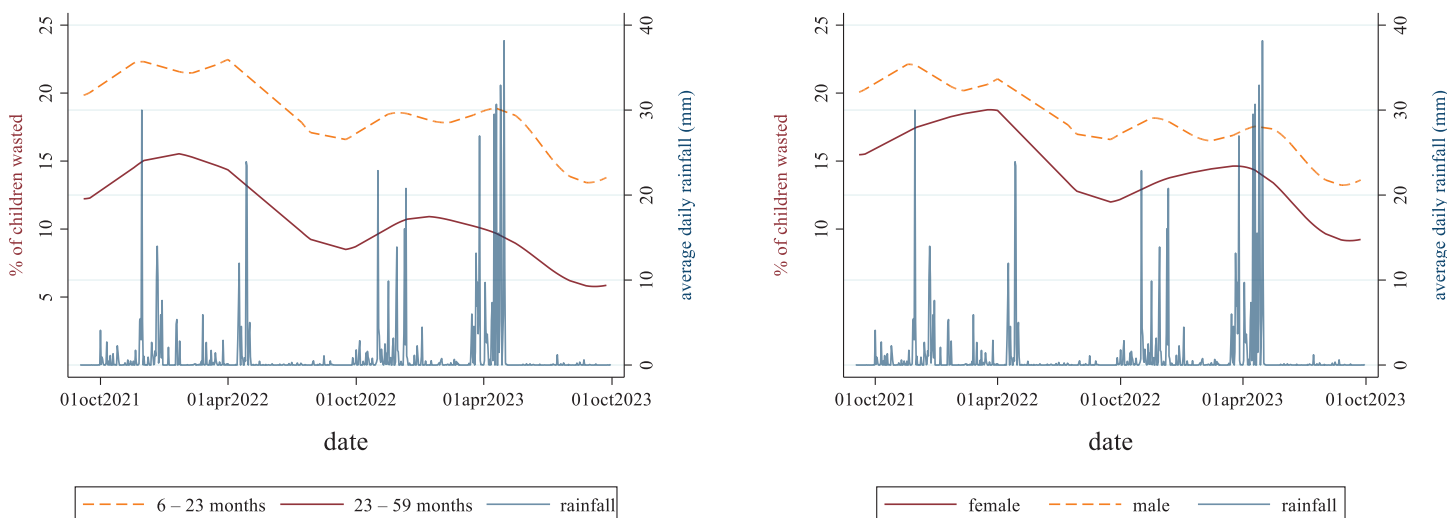 % of children wasted
25
20
15
10
5
40
30
20
10
0
average daily rainfall (mm)
01oct2021 01apr2022 01oct2022 01apr2023 01oct2023
date
6 – 23 months 23 – 59 months rainfall
% of children wasted
25
20
15
10
40
30
20
10
0
average daily rainfall (mm)
01oct2021 01apr2022 01oct2022 01apr2023 01oct2023
date
female male rainfall